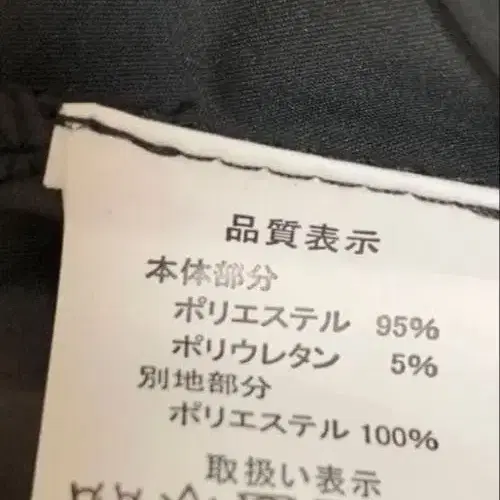 品質表示
本体部分
ポリエステル 95%
ポリウレタン 5%
別地部分
ポリエステル 100%
取扱い表示